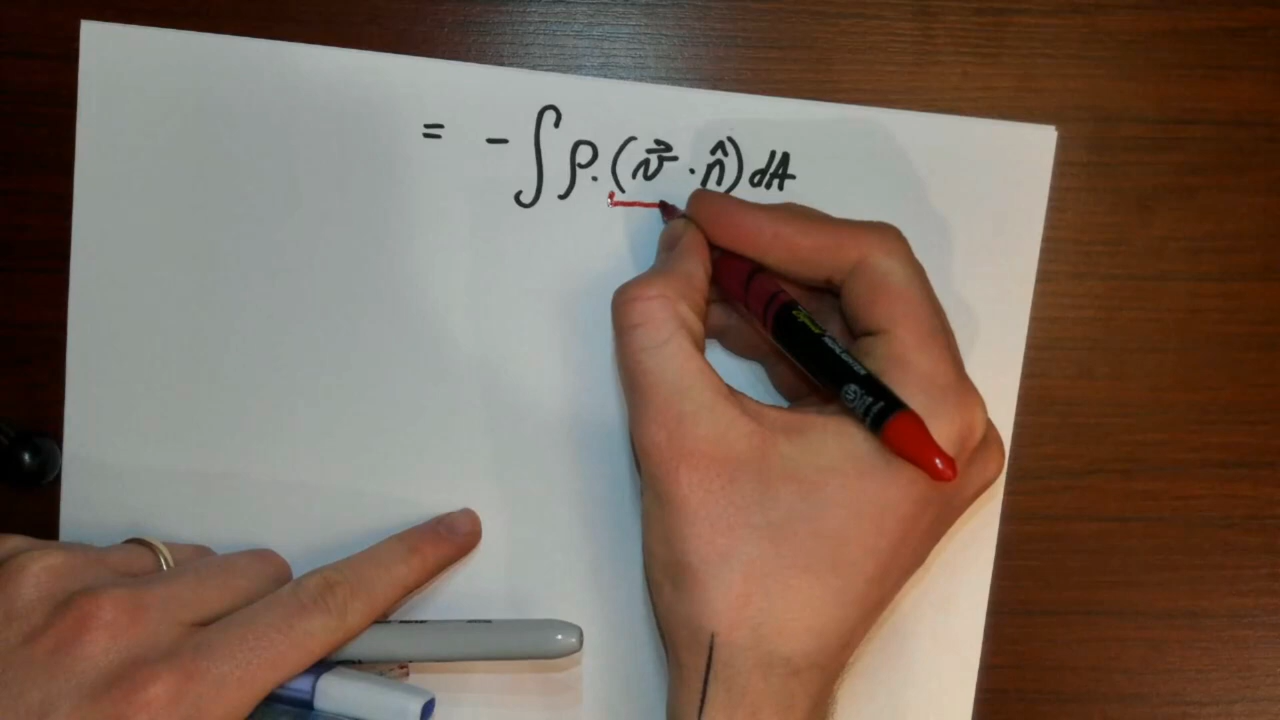 = - ∫ρ·(v⃗ · n̂) dA